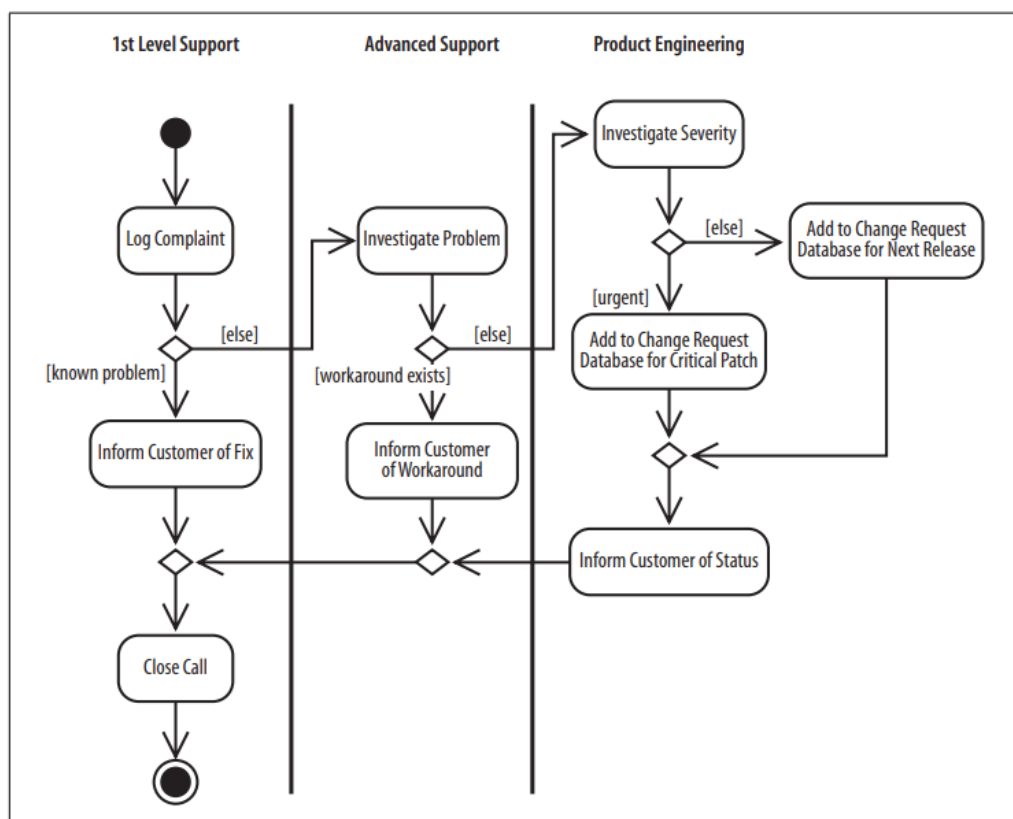 1st Level Support
Advanced Support
Product Engineering
Investigate Severity
Log Complaint
Investigate Problem
[else]
Add to Change Request
Database for Next Release
[urgent]
[else]
[else]
Add to Change Request
Database for Critical Patch
[known problem]
[workaround exists]
Inform Customer of Fix
Inform Customer
of Workaround
Inform Customer of Status
Close Call